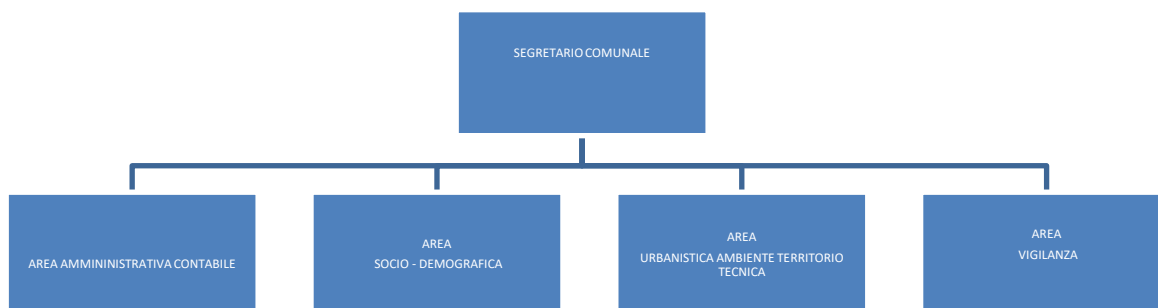 SEGRETARIO COMUNALE
AREA AMMININISTRATIVA CONTABILE
AREA
SOCIO - DEMOGRAFICA
AREA
URBANISTICA AMBIENTE TERRITORIO
TECNICA
AREA
VIGILANZA